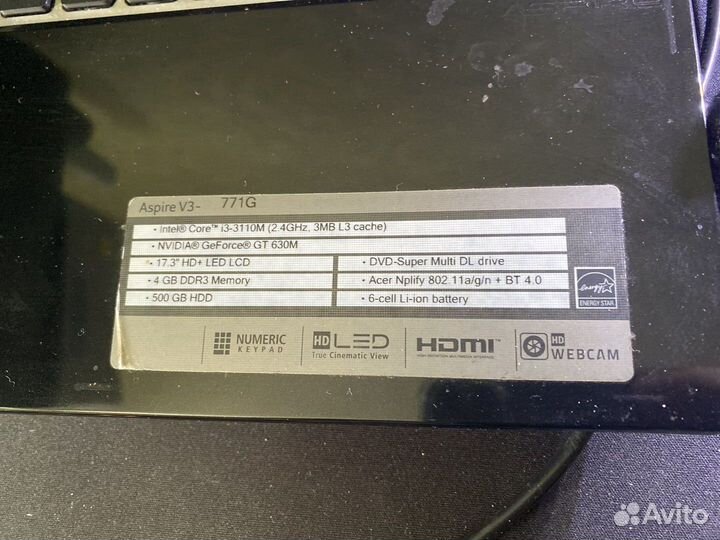 Aspire V3- 771G
• Intel® Core™ i3-3110M (2.4GHz, 3MB L3 cache)
• NVIDIA® GeForce® GT 630M
• 17.3" HD+ LED LCD
• DVD-Super Multi DL drive
• 4 GB DDR3 Memory
• Acer Nplify 802.11a/g/n + BT 4.0
• 500 GB HDD
• 6-cell Li-ion battery
energy
ENERGY STAR
NUMERIC
KEYPAD
HD LED
True Cinematic View
HDMI
HIGH-DEFINITION MULTIMEDIA INTERFACE
HD
WEBCAM
Avito